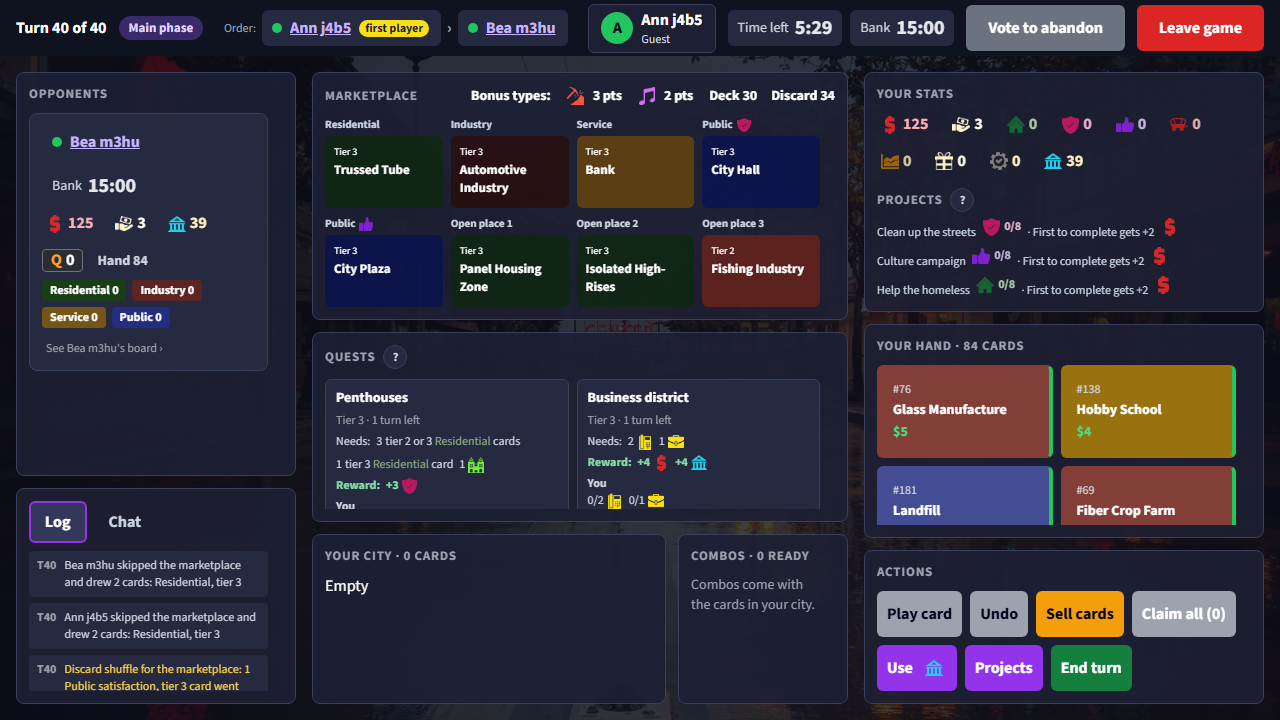 Turn 40 of 40
Main phase
Order:
Ann j4b5
first player
›
Bea m3hu
A
Ann j4b5
Guest
Time left 5:29
Bank 15:00
Vote to abandon
Leave game
OPPONENTS
Bea m3hu
Bank 15:00
125
3
39
Q 0
Hand 84
Residential 0
Industry 0
Service 0
Public 0
See Bea m3hu's board ›
Log
Chat
T40 Bea m3hu skipped the marketplace
and drew 2 cards: Residential, tier 3
T40 Ann j4b5 skipped the marketplace and
drew 2 cards: Residential, tier 3
T40 Discard shuffle for the marketplace: 1
Public satisfaction, tier 3 card went
MARKETPLACE
Bonus types:
3 pts
2 pts
Deck 30
Discard 34
Residential
Tier 3
Trussed Tube
Industry
Tier 3
Automotive
Industry
Service
Tier 3
Bank
Public
Tier 3
City Hall
Public
Tier 3
City Plaza
Open place 1
Tier 3
Panel Housing
Zone
Open place 2
Tier 3
Isolated High-
Rises
Open place 3
Tier 2
Fishing Industry
QUESTS
?
Penthouses
Tier 3 · 1 turn left
Needs: 3 tier 2 or 3 Residential cards
1 tier 3 Residential card 1
Reward: +3
You
Business district
Tier 3 · 1 turn left
Needs: 2 1
Reward: +4 +4
You
0/2 0/1
YOUR CITY · 0 CARDS
Empty
COMBOS · 0 READY
Combos come with
the cards in your city.
YOUR STATS
125
3
0
0
0
0
0
0
0
39
PROJECTS
?
Clean up the streets 0/8 · First to complete gets +2
Culture campaign 0/8 · First to complete gets +2
Help the homeless 0/8 · First to complete gets +2
YOUR HAND · 84 CARDS
#76
Glass Manufacture
$5
#138
Hobby School
$4
#181
Landfill
#69
Fiber Crop Farm
ACTIONS
Play card
Undo
Sell cards
Claim all (0)
Use
Projects
End turn